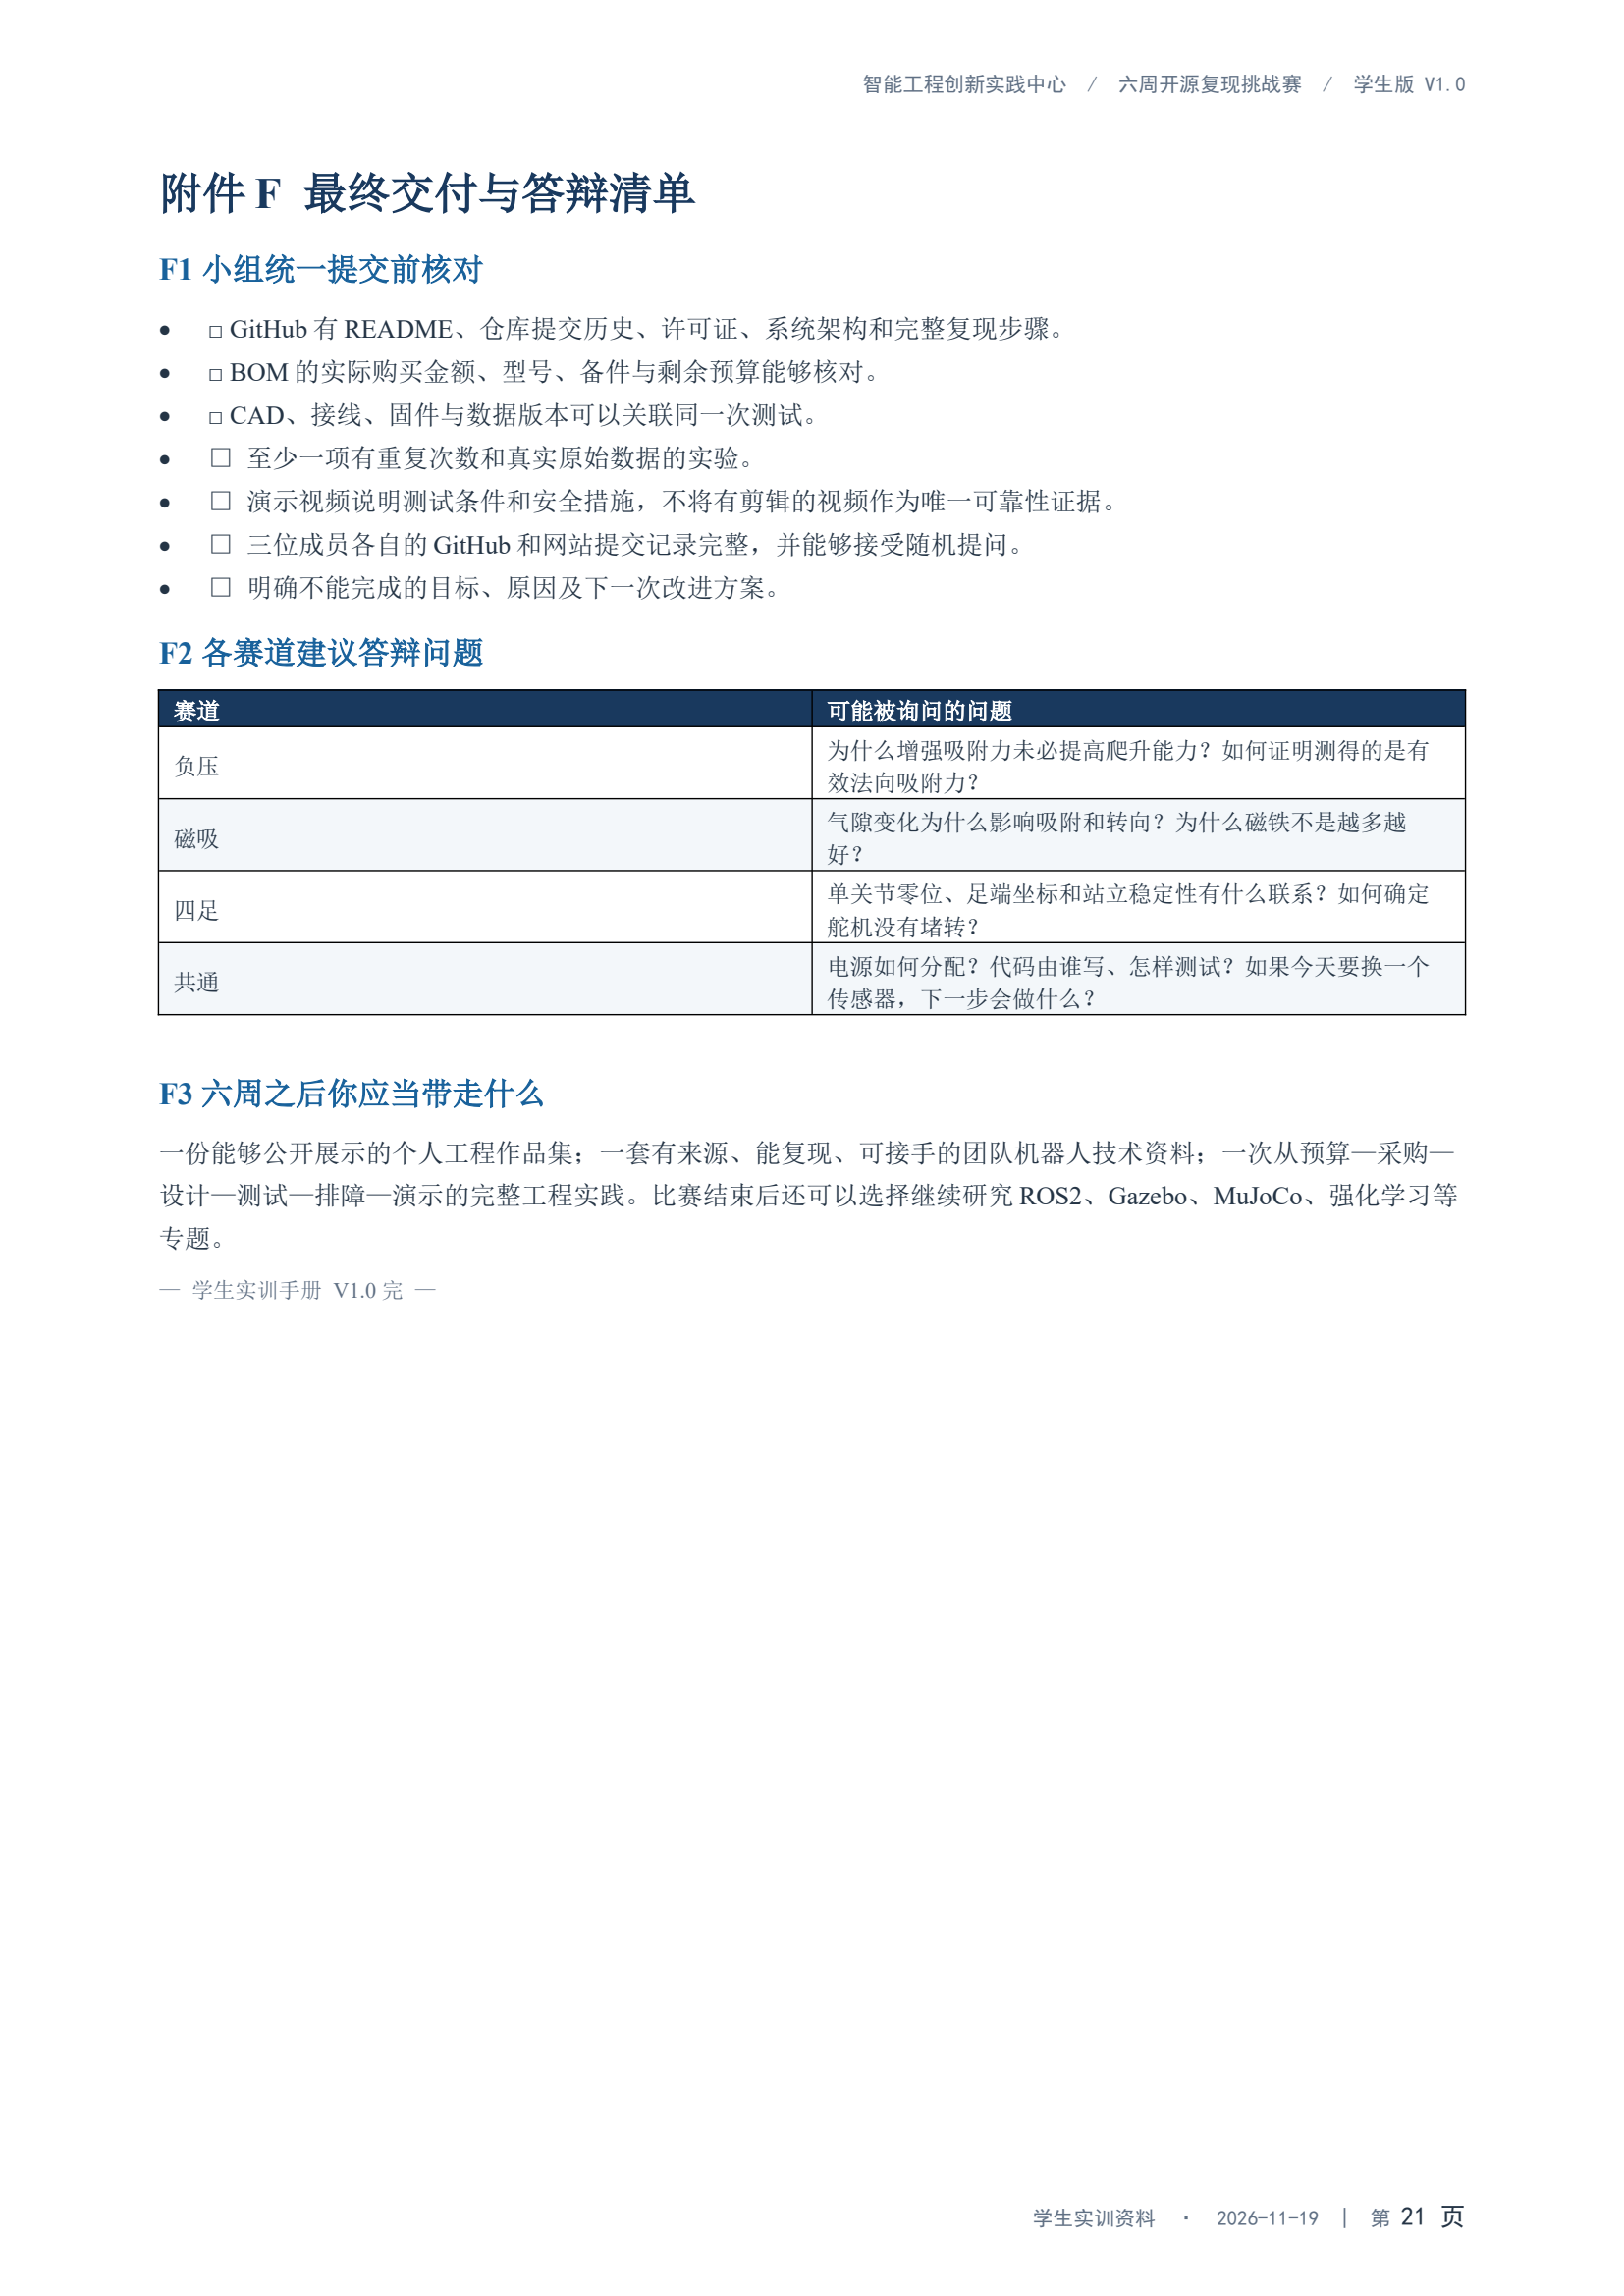 智能工程创新实践中心 / 六周开源复现挑战赛 / 学生版 V1.0
附件 F 最终交付与答辩清单
F1 小组统一提交前核对
• □ GitHub 有 README、仓库提交历史、许可证、系统架构和完整复现步骤。
• □ BOM 的实际购买金额、型号、备件与剩余预算能够核对。
• □ CAD、接线、固件与数据版本可以关联同一次测试。
• □ 至少一项有重复次数和真实原始数据的实验。
• □ 演示视频说明测试条件和安全措施，不将有剪辑的视频作为唯一可靠性证据。
• □ 三位成员各自的 GitHub 和网站提交记录完整，并能够接受随机提问。
• □ 明确不能完成的目标、原因及下一次改进方案。
F2 各赛道建议答辩问题
赛道 可能被询问的问题
负压 为什么增强吸附力未必提高爬升能力？如何证明测得的是有
效法向吸附力？
磁吸 气隙变化为什么影响吸附和转向？为什么磁铁不是越多越
好？
四足 单关节零位、足端坐标和站立稳定性有什么联系？如何确定
舵机没有堵转？
共通 电源如何分配？代码由谁写、怎样测试？如果今天要换一个
传感器，下一步会做什么？
F3 六周之后你应当带走什么
一份能够公开展示的个人工程作品集；一套有来源、能复现、可接手的团队机器人技术资料；一次从预算—采购—
设计—测试—排障—演示的完整工程实践。比赛结束后还可以选择继续研究 ROS2、Gazebo、MuJoCo、强化学习等
专题。
— 学生实训手册 V1.0 完 —
学生实训资料 · 2026-11-19 | 第 21 页